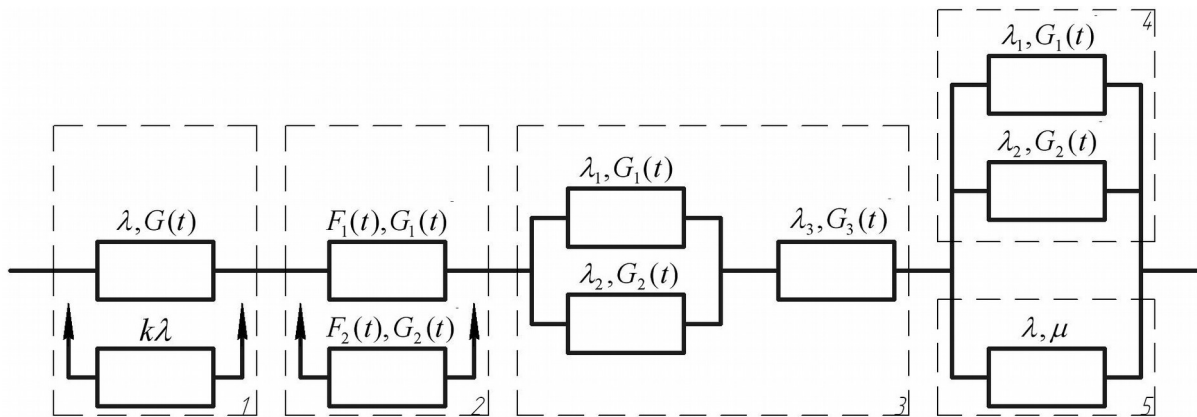 λ, G(t)
kλ
1
F₁(t), G₁(t)
F₂(t), G₂(t)
2
λ₁, G₁(t)
λ₂, G₂(t)
λ₃, G₃(t)
3
4
λ₁, G₁(t)
λ₂, G₂(t)
λ, μ
5